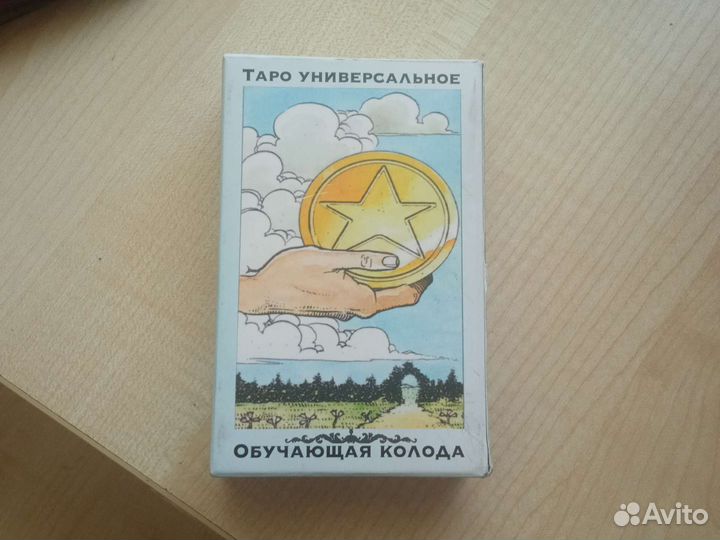 Таро универсальное
Обучающая колода
Avito